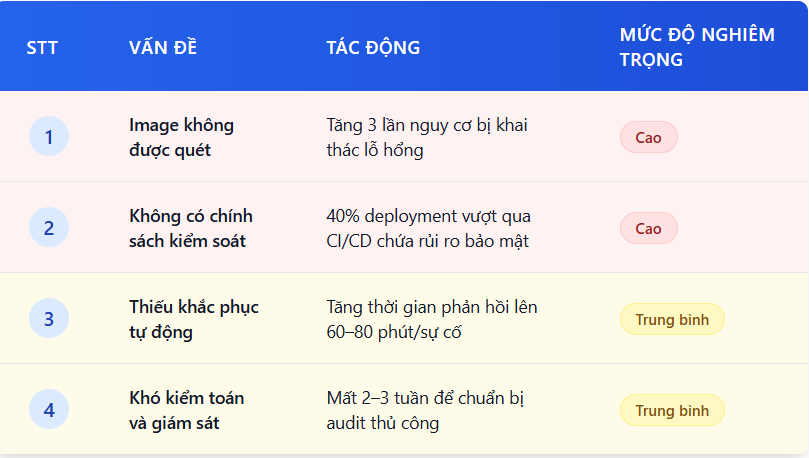 STT VẤN ĐỀ TÁC ĐỘNG MỨC ĐỘ NGHIÊM
TRỌNG
1 Image không Tăng 3 lần nguy cơ bị khai Cao
được quét thác lỗ hổng
2 Không có chính 40% deployment vượt qua Cao
sách kiểm soát CI/CD chứa rủi ro bảo mật
3 Thiếu khắc phục Tăng thời gian phản hồi lên Trung bình
tự động 60–80 phút/sự cố
4 Khó kiểm toán Mất 2–3 tuần để chuẩn bị Trung bình
và giám sát audit thủ công